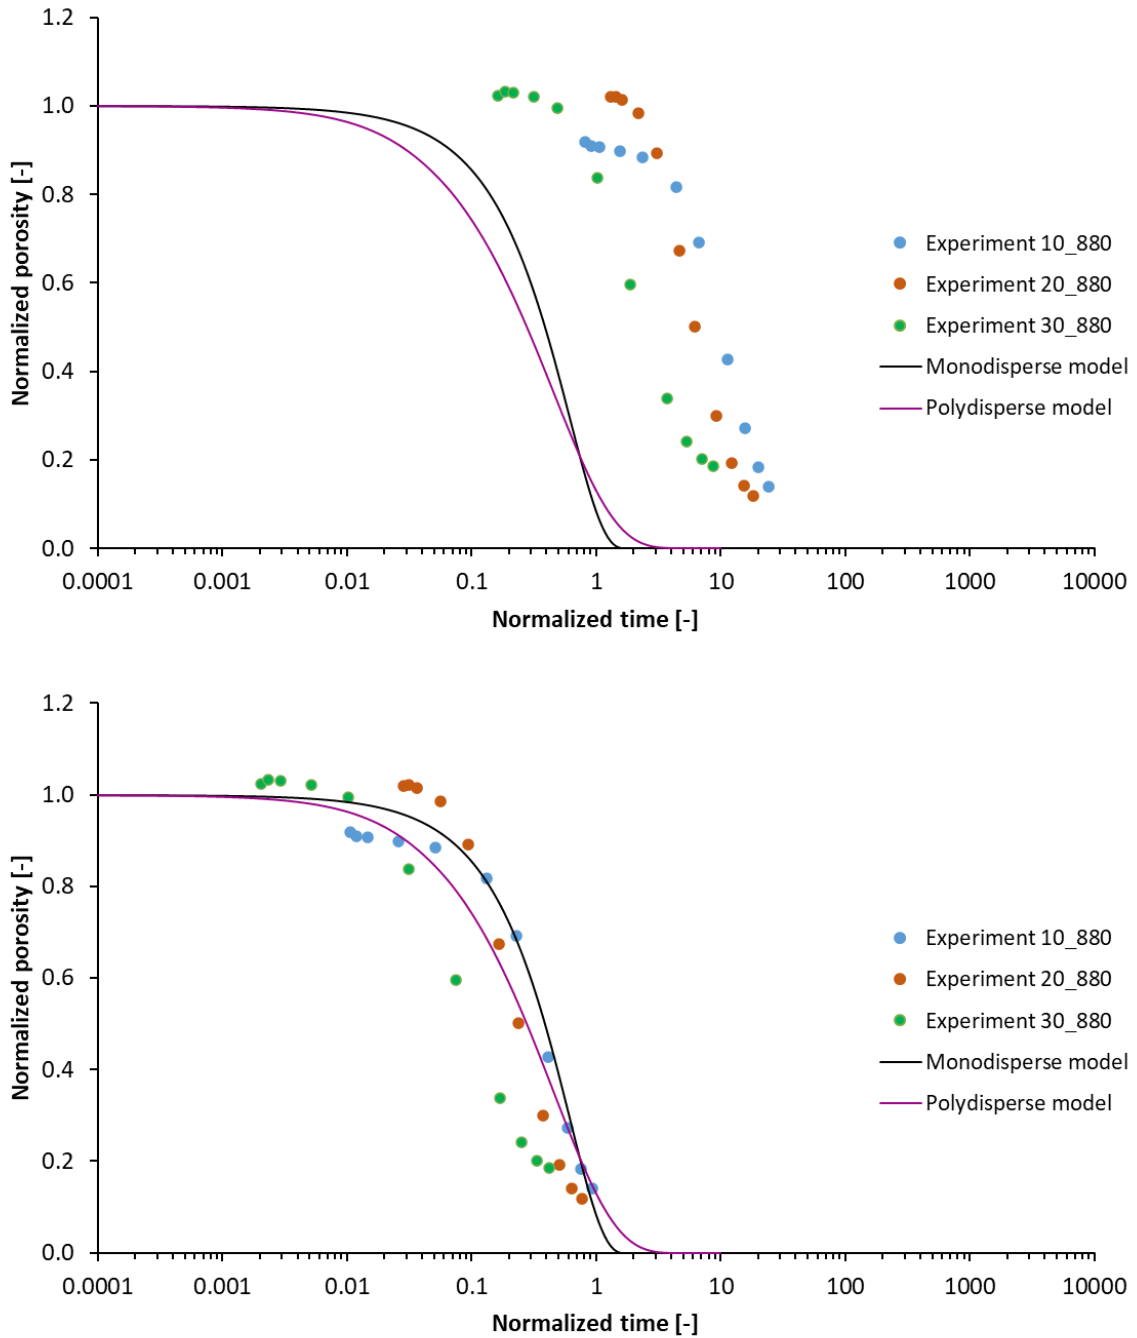 1.2
1.0
0.8
0.6
0.4
0.2
0.0
Normalized porosity [-]
0.0001 0.001 0.01 0.1 1 10 100 1000 10000
Normalized time [-]
Experiment 10_880
Experiment 20_880
Experiment 30_880
Monodisperse model
Polydisperse model
1.2
1.0
0.8
0.6
0.4
0.2
0.0
Normalized porosity [-]
0.0001 0.001 0.01 0.1 1 10 100 1000 10000
Normalized time [-]
Experiment 10_880
Experiment 20_880
Experiment 30_880
Monodisperse model
Polydisperse model